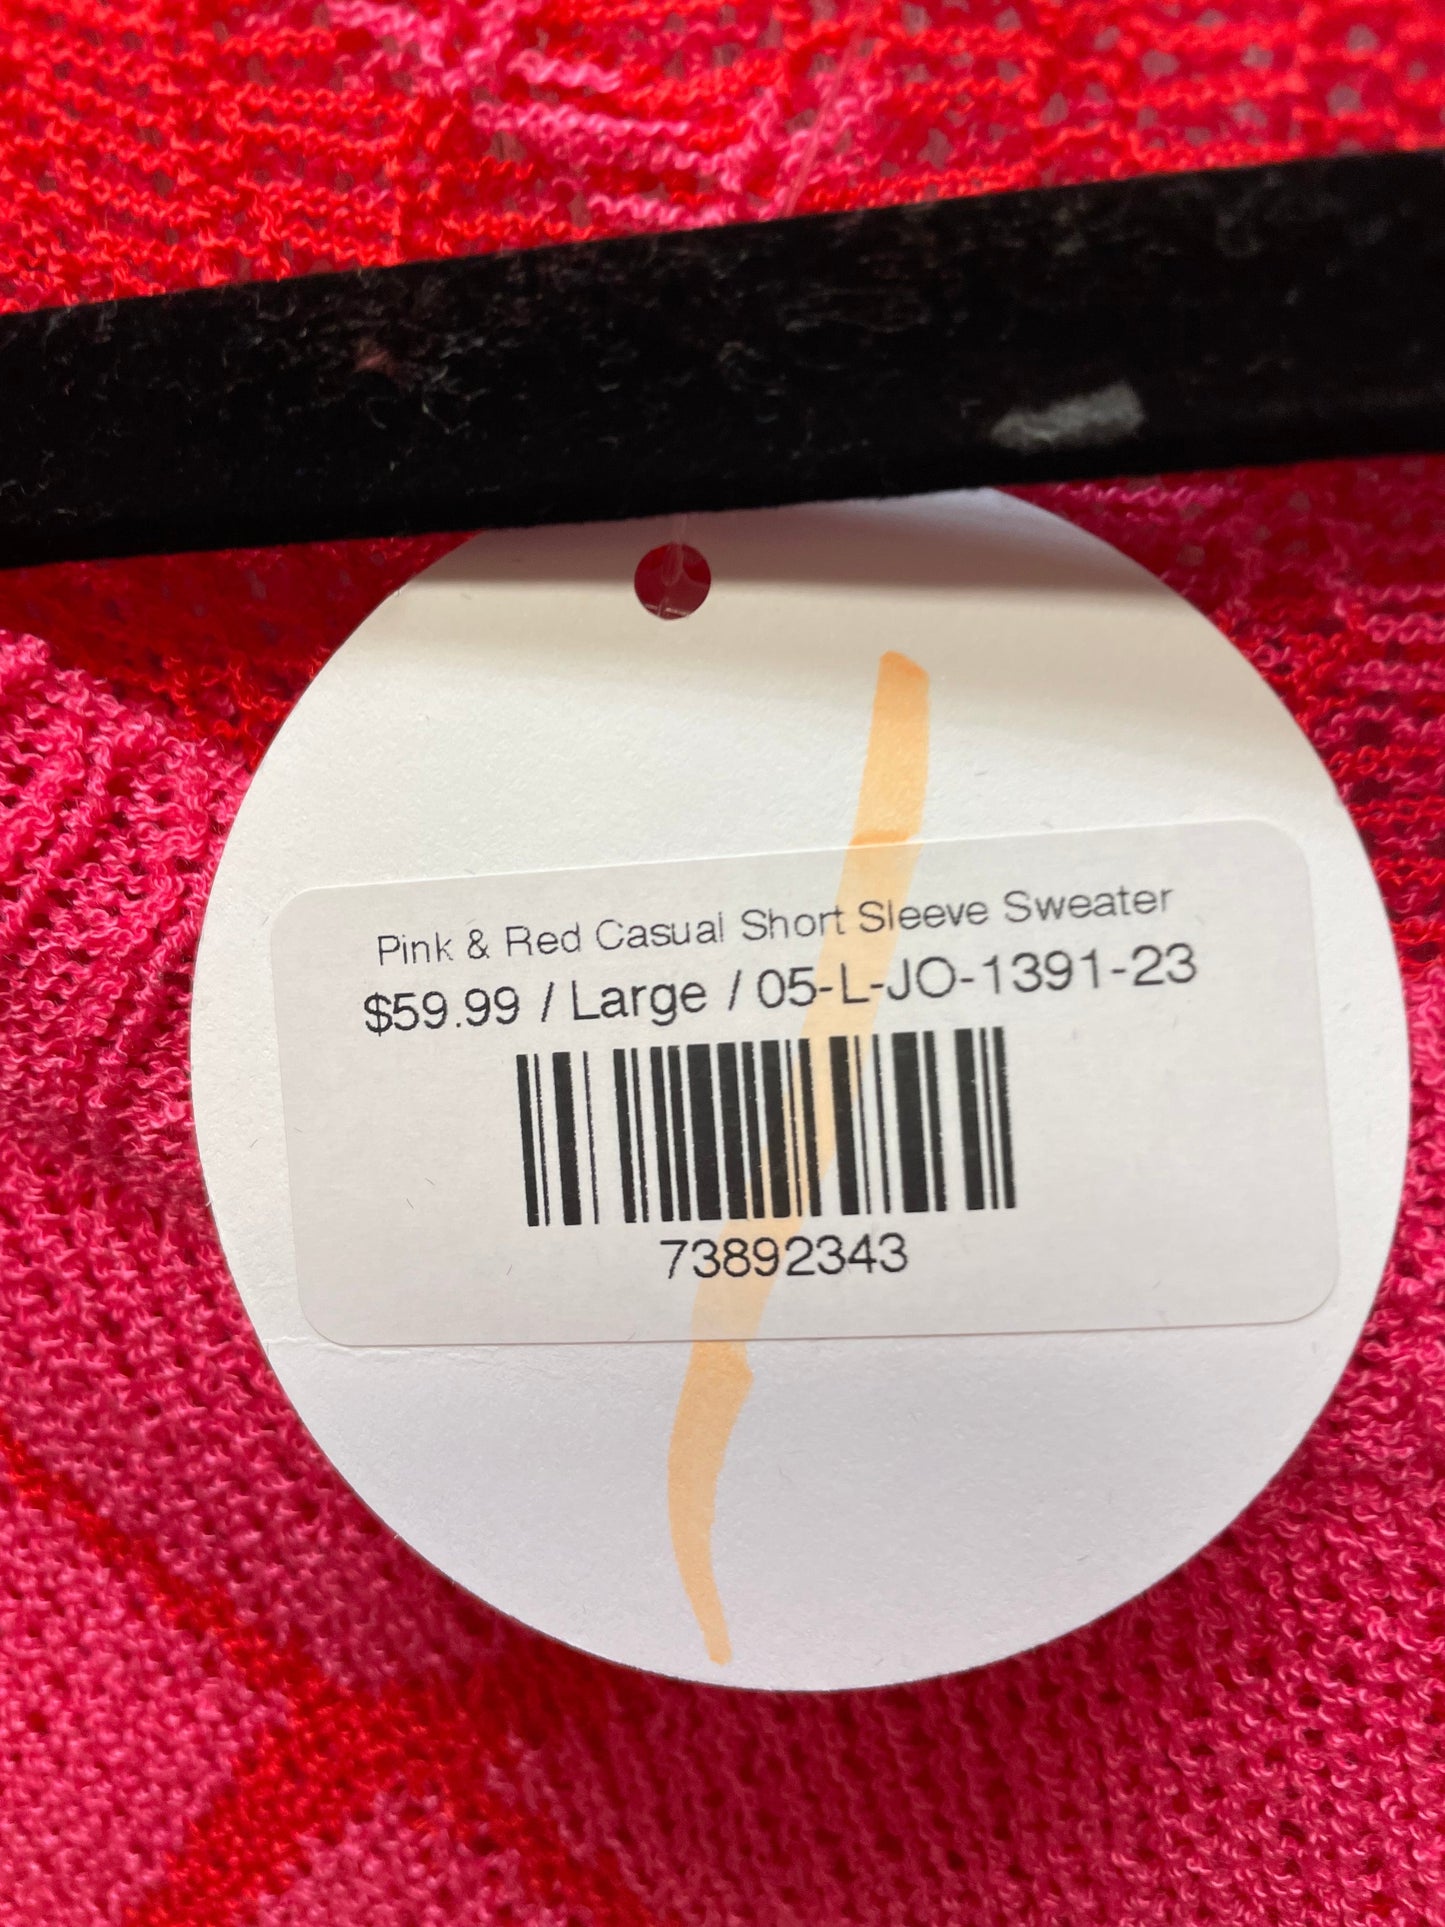 Pink & Red Casual Short Sleeve Sweater
$59.99 / Large / 05-L-JO-1391-23
73892343